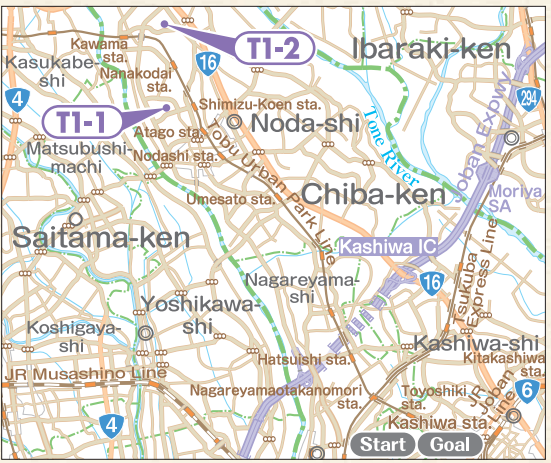 Kawama
sta.
T1-2
Ibaraki-ken
Kasukabe-
shi
16
Nanakodai
sta.
4
294
Shimizu-Koen sta.
T1-1
Noda-shi
Atago sta.
Tone River
Joban Expwy.
Matsubushi-
machi
Nodashi sta.
Tobu Urban Park Line
Umesato sta.
Chiba-ken
Moriya
SA
Saitama-ken
Kashiwa IC
Nagareyama-
shi
16
Tsukuba
Express Line
Yoshikawa-
shi
Koshigaya-
shi
Kashiwa-shi
Hatsuishi sta.
Kitakashiwa
sta.
JR Musashino Line
Nagareyamaotakanomori
sta.
Toyoshiki
sta.
JR
Joban
Line
6
4
Kashiwa sta.
Start
Goal